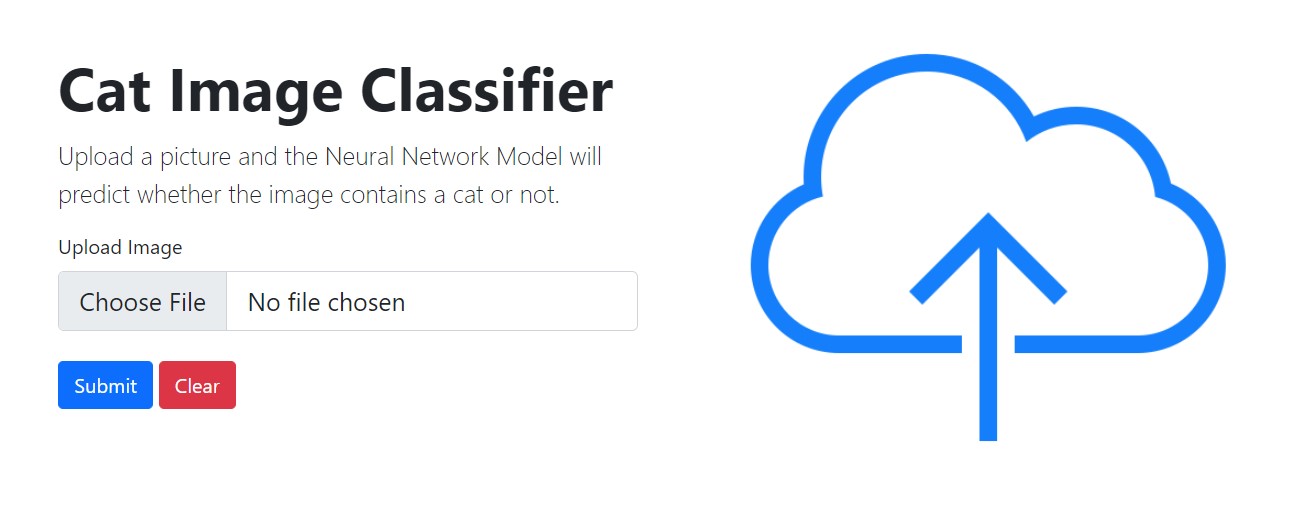 Cat Image Classifier
Upload a picture and the Neural Network Model will
predict whether the image contains a cat or not.
Upload Image
Choose File No file chosen
Submit Clear